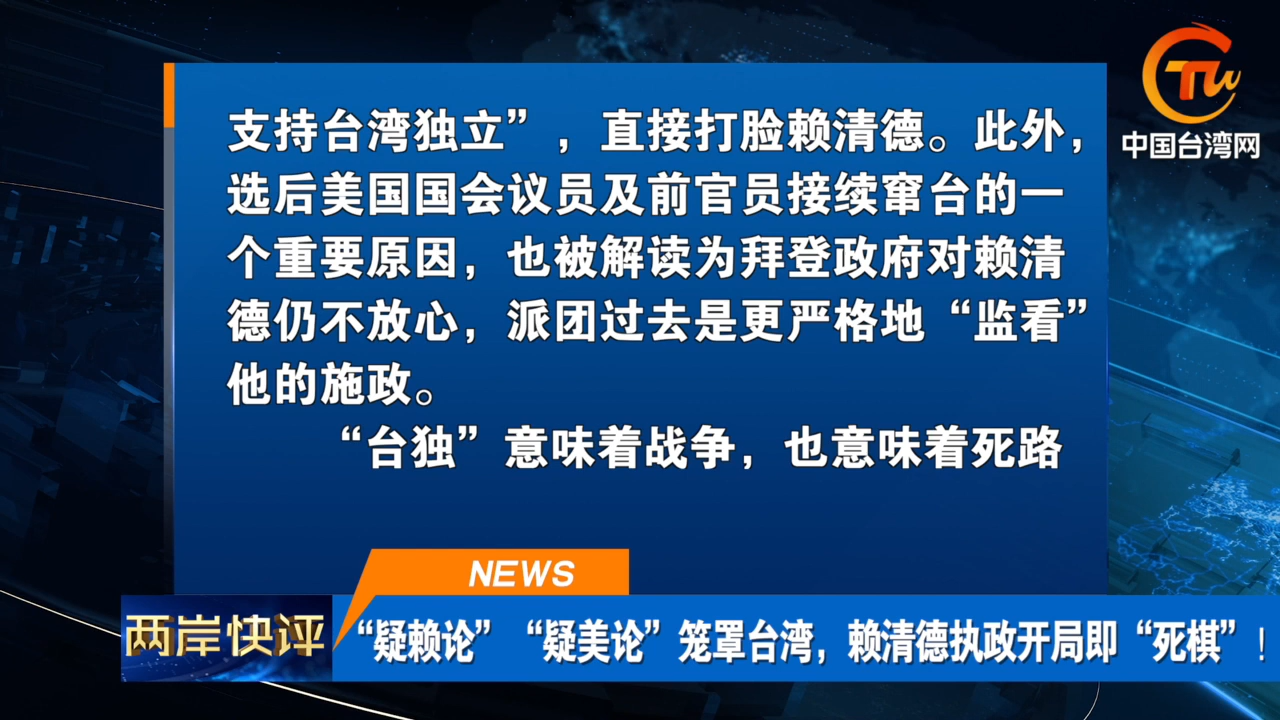 支持台湾独立”，直接打脸赖清德。此外，
选后美国国会议员及前官员接续窜台的一
个重要原因，也被解读为拜登政府对赖清
德仍不放心，派团过去是更严格地“监看”
他的施政。
“台独”意味着战争，也意味着死路
TW
中国台湾网
NEWS
两岸快评
“疑赖论”“疑美论”笼罩台湾，赖清德执政开局即“死棋”！